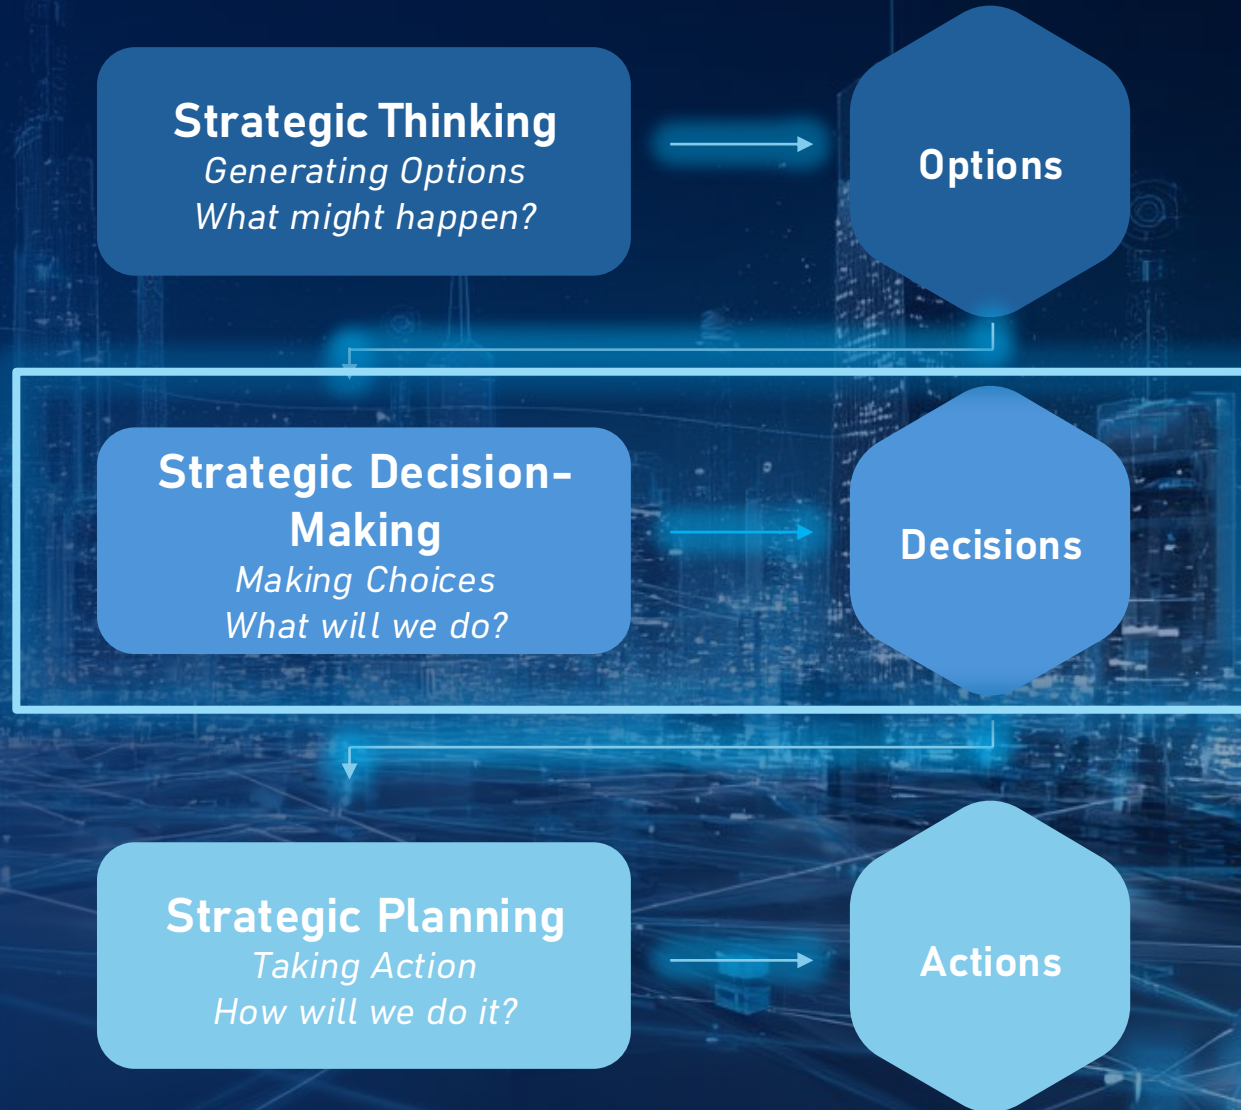 Strategic Thinking
Generating Options
What might happen?
Options
Strategic Decision-
Making
Making Choices
What will we do?
Decisions
Strategic Planning
Taking Action
How will we do it?
Actions